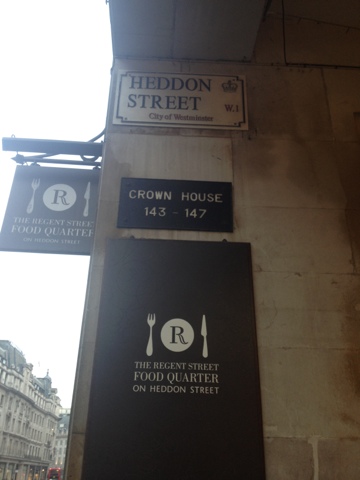 HEDDON
STREET W.1
City of Westminster
CROWN HOUSE
143 - 147
R
THE REGENT STREET
FOOD QUARTER
ON HEDDON STREET
R
THE REGENT STREET
FOOD QUARTER
ON HEDDON STREET